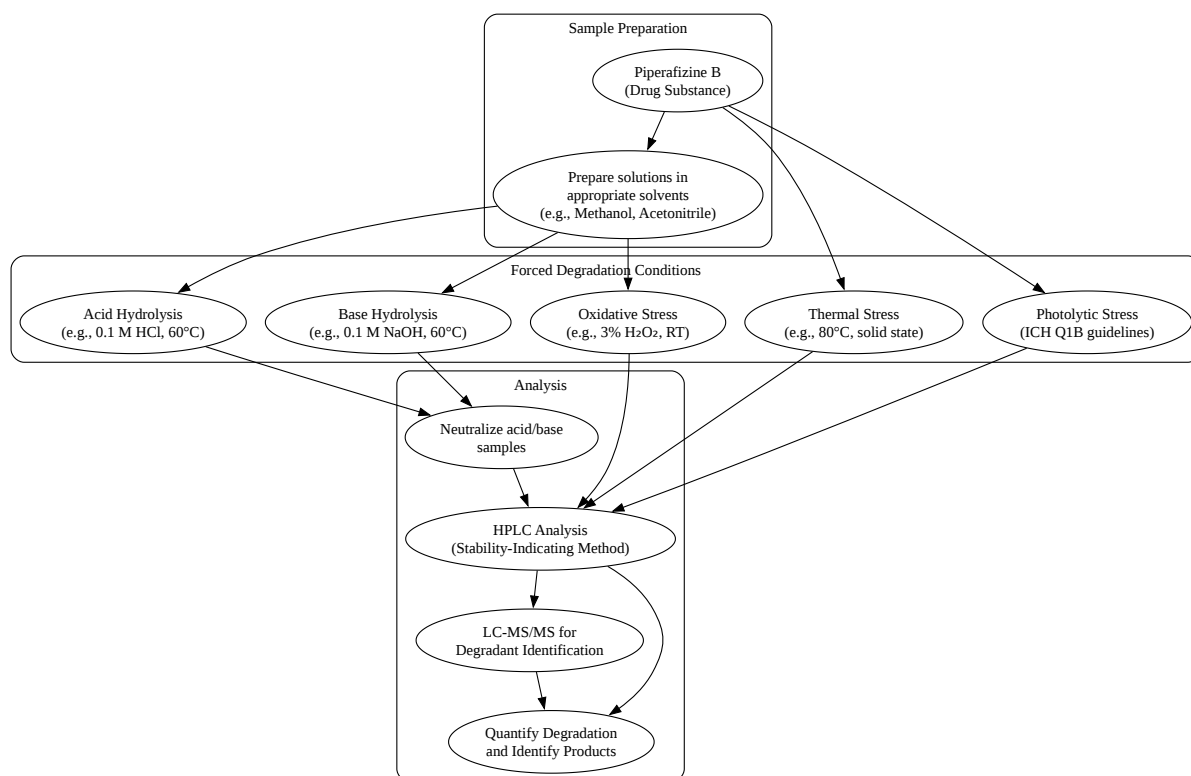 Sample Preparation
Piperafizine B
(Drug Substance)
Prepare solutions in
appropriate solvents
(e.g., Methanol, Acetonitrile)
Forced Degradation Conditions
Acid Hydrolysis
(e.g., 0.1 M HCl, 60°C)
Base Hydrolysis
(e.g., 0.1 M NaOH, 60°C)
Oxidative Stress
(e.g., 3% H₂O₂, RT)
Thermal Stress
(e.g., 80°C, solid state)
Photolytic Stress
(ICH Q1B guidelines)
Analysis
Neutralize acid/base
samples
HPLC Analysis
(Stability-Indicating Method)
LC-MS/MS for
Degradant Identification
Quantify Degradation
and Identify Products